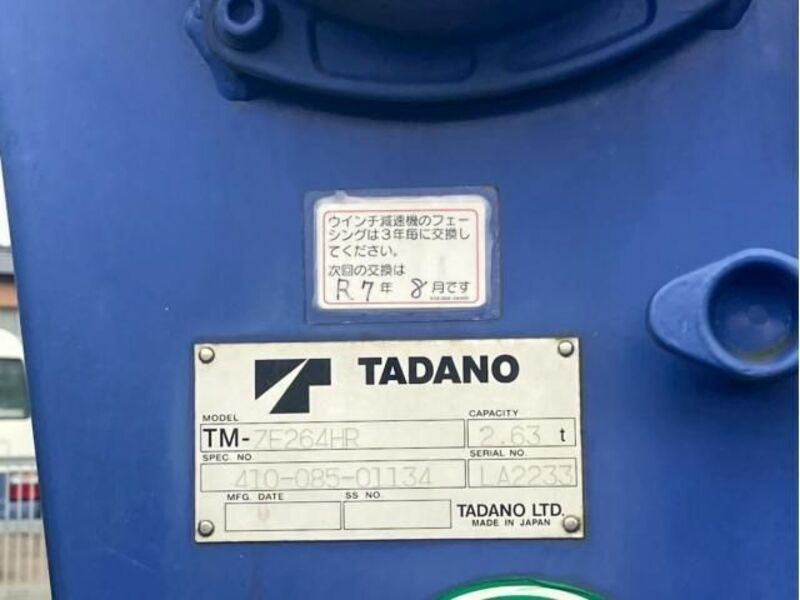 ウインチ減速機のフェー
シングは3年毎に交換し
てください。
次回の交換は
R7年 8月です
TADANO
MODEL
TM-ZE264HR
CAPACITY
2.63 t
SPEC. NO.
410-085-01134
SERIAL NO.
LA2233
MFG. DATE
SS NO.
TADANO LTD.
MADE IN JAPAN